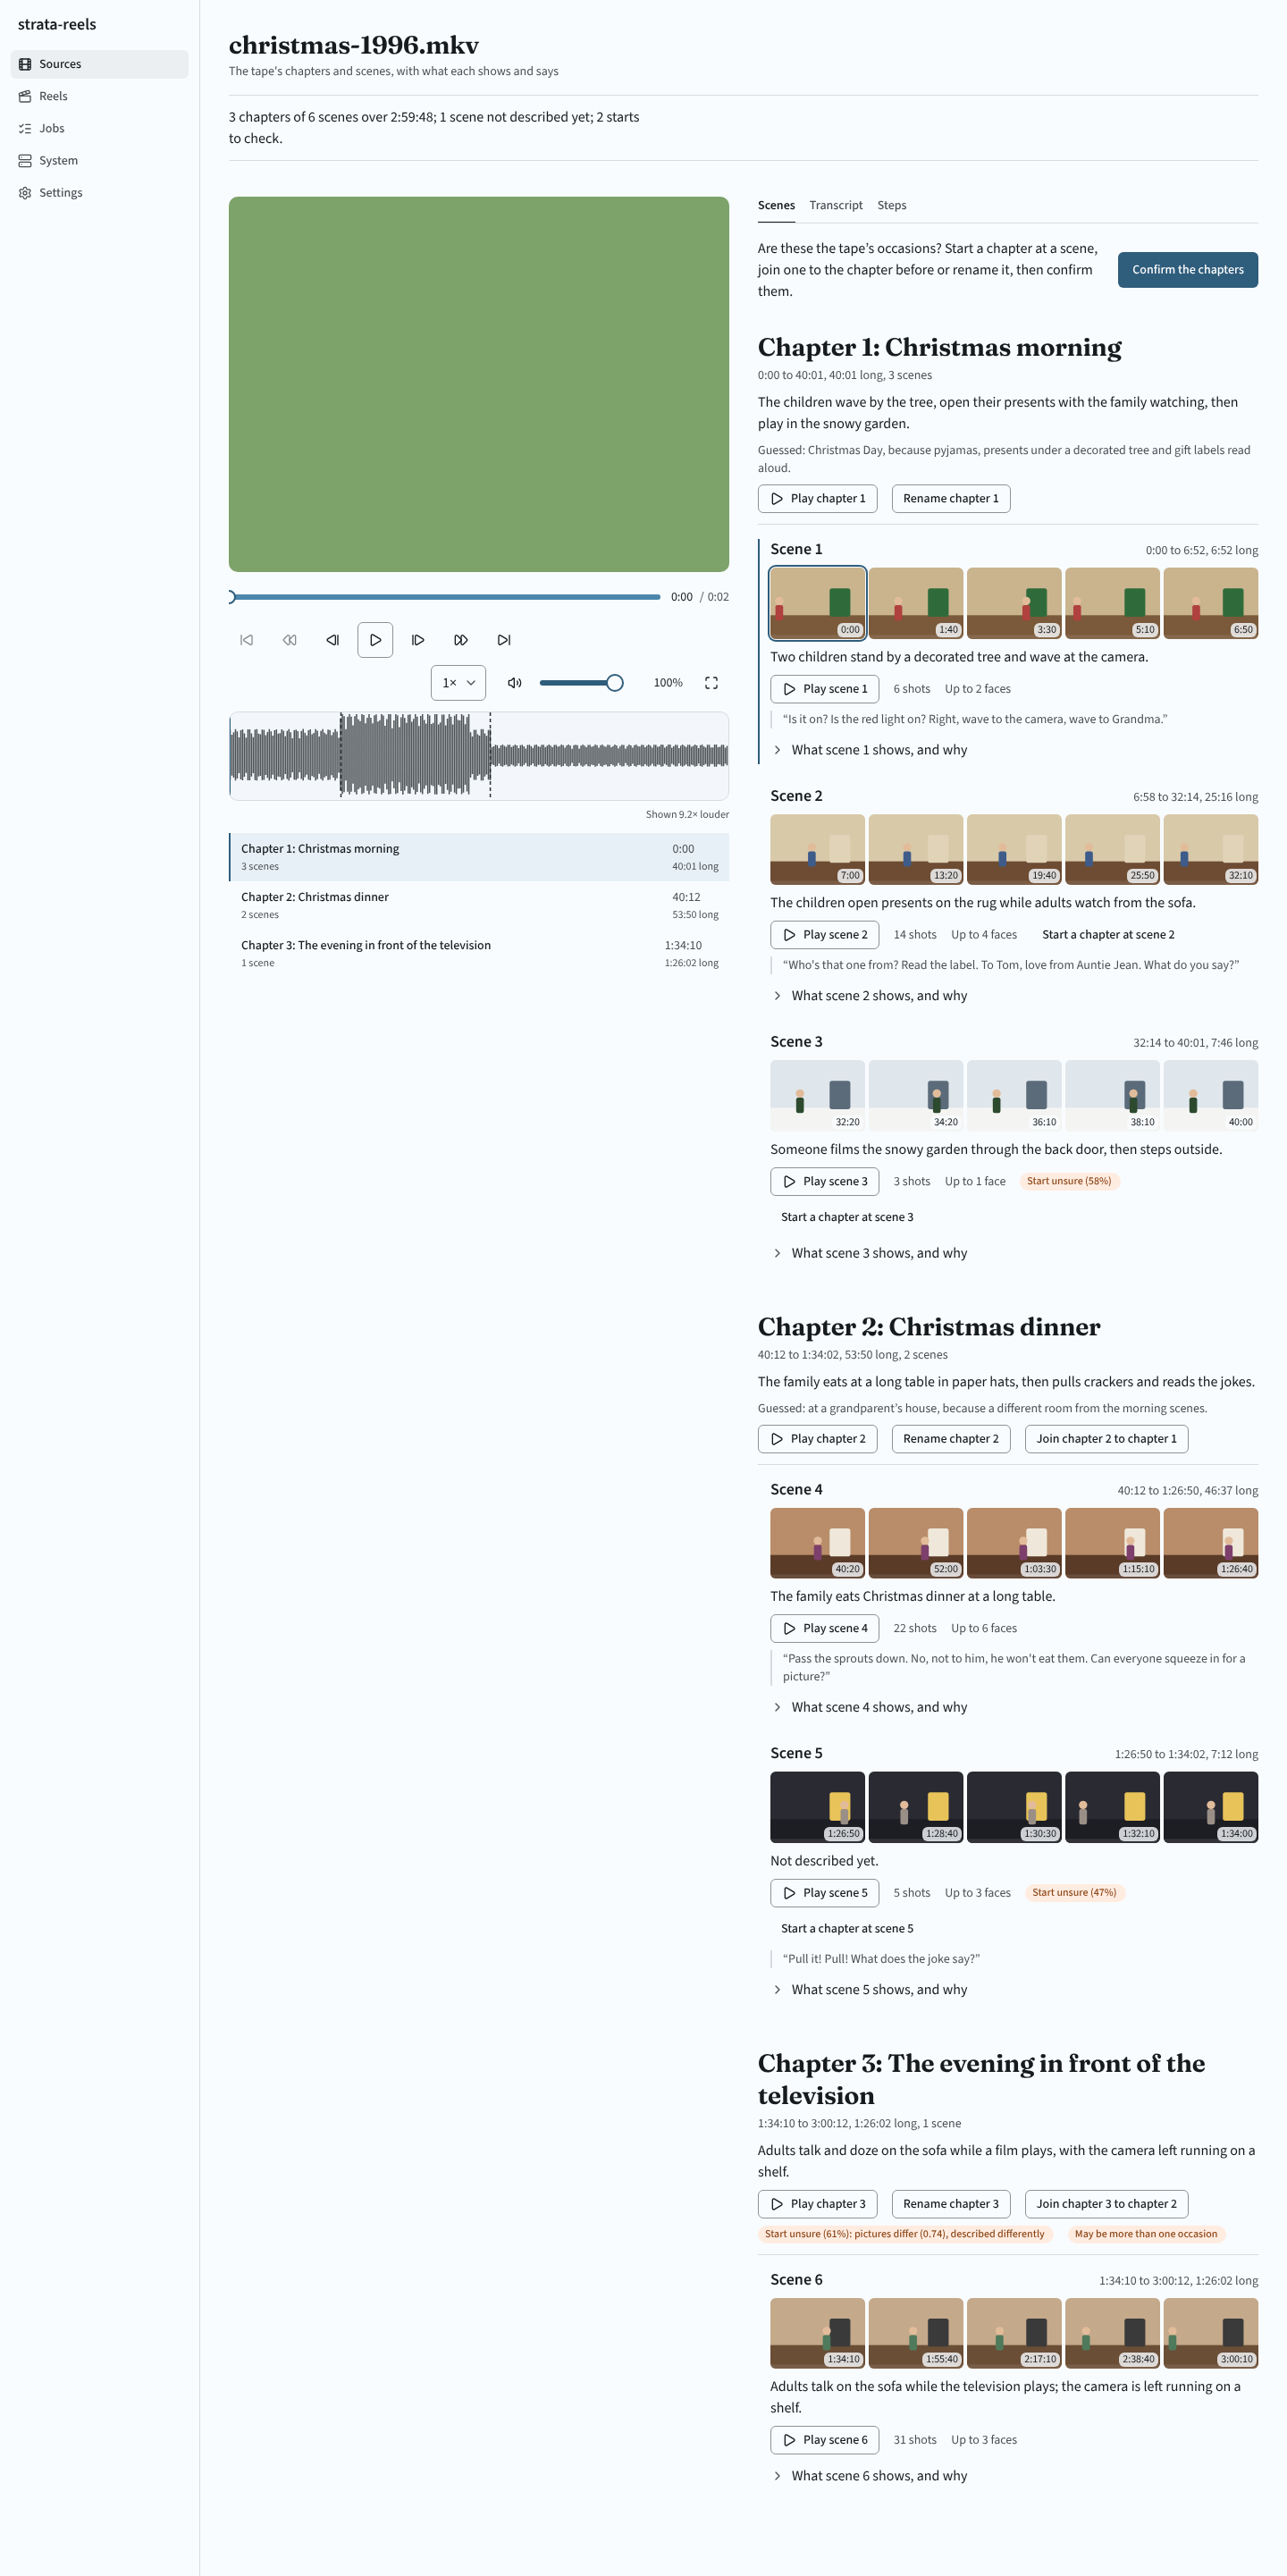 strata-reels
Sources
Reels
Jobs
System
Settings
christmas-1996.mkv
The tape's chapters and scenes, with what each shows and says
3 chapters of 6 scenes over 2:59:48; 1 scene not described yet; 2 starts
to check.
0:00 / 0:02
1×
100%
Shown 9.2× louder
Chapter 1: Christmas morning 0:00
3 scenes 40:01 long
Chapter 2: Christmas dinner 40:12
2 scenes 53:50 long
Chapter 3: The evening in front of the television 1:34:10
1 scene 1:26:02 long
Scenes Transcript Steps
Are these the tape’s occasions? Start a chapter at a scene,
join one to the chapter before or rename it, then confirm
them.
Confirm the chapters
Chapter 1: Christmas morning
0:00 to 40:01, 40:01 long, 3 scenes
The children wave by the tree, open their presents with the family watching, then
play in the snowy garden.
Guessed: Christmas Day, because pyjamas, presents under a decorated tree and gift labels read
aloud.
Play chapter 1 Rename chapter 1
Scene 1 0:00 to 6:52, 6:52 long
0:00 1:40 3:30 5:10 6:50
Two children stand by a decorated tree and wave at the camera.
Play scene 1 6 shots Up to 2 faces
“Is it on? Is the red light on? Right, wave to the camera, wave to Grandma.”
What scene 1 shows, and why
Scene 2 6:58 to 32:14, 25:16 long
7:00 13:20 19:40 25:50 32:10
The children open presents on the rug while adults watch from the sofa.
Play scene 2 14 shots Up to 4 faces Start a chapter at scene 2
“Who's that one from? Read the label. To Tom, love from Auntie Jean. What do you say?”
What scene 2 shows, and why
Scene 3 32:14 to 40:01, 7:46 long
32:20 34:20 36:10 38:10 40:00
Someone films the snowy garden through the back door, then steps outside.
Play scene 3 3 shots Up to 1 face Start unsure (58%)
Start a chapter at scene 3
What scene 3 shows, and why
Chapter 2: Christmas dinner
40:12 to 1:34:02, 53:50 long, 2 scenes
The family eats at a long table in paper hats, then pulls crackers and reads the jokes.
Guessed: at a grandparent’s house, because a different room from the morning scenes.
Play chapter 2 Rename chapter 2 Join chapter 2 to chapter 1
Scene 4 40:12 to 1:26:50, 46:37 long
40:20 52:00 1:03:30 1:15:10 1:26:40
The family eats Christmas dinner at a long table.
Play scene 4 22 shots Up to 6 faces
“Pass the sprouts down. No, not to him, he won't eat them. Can everyone squeeze in for a
picture?”
What scene 4 shows, and why
Scene 5 1:26:50 to 1:34:02, 7:12 long
1:26:50 1:28:40 1:30:30 1:32:10 1:34:00
Not described yet.
Play scene 5 5 shots Up to 3 faces Start unsure (47%)
Start a chapter at scene 5
“Pull it! Pull! What does the joke say?”
What scene 5 shows, and why
Chapter 3: The evening in front of the
television
1:34:10 to 3:00:12, 1:26:02 long, 1 scene
Adults talk and doze on the sofa while a film plays, with the camera left running on a
shelf.
Play chapter 3 Rename chapter 3 Join chapter 3 to chapter 2
Start unsure (61%): pictures differ (0.74), described differently May be more than one occasion
Scene 6 1:34:10 to 3:00:12, 1:26:02 long
1:34:10 1:55:40 2:17:10 2:38:40 3:00:10
Adults talk on the sofa while the television plays; the camera is left running on a
shelf.
Play scene 6 31 shots Up to 3 faces
What scene 6 shows, and why